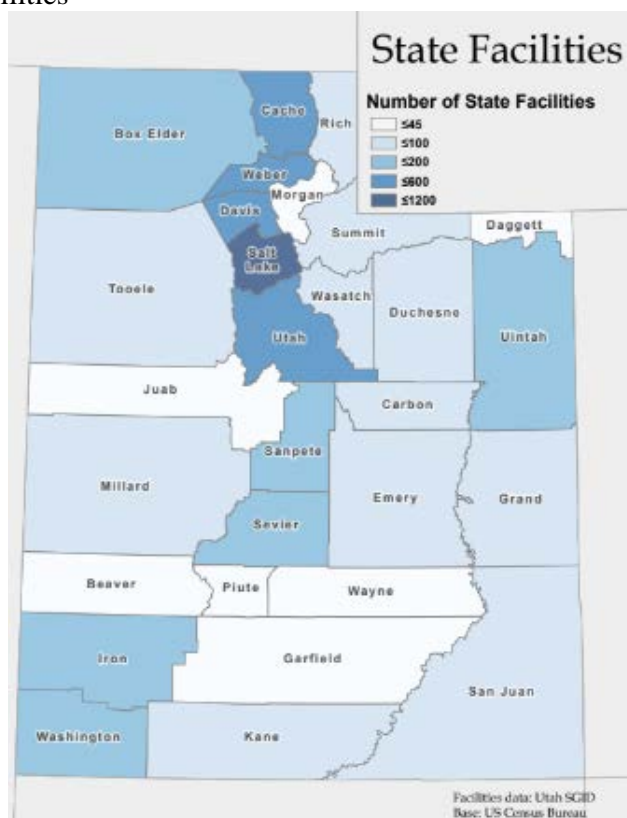 State Facilities
Number of State Facilities
≤45
≤100
≤200
≤600
≤1200
Cache
Rich
Box Elder
Weber
Morgan
Davis
Summit
Daggett
Salt
Lake
Tooele
Wasatch
Duchesne
Uintah
Utah
Juab
Carbon
Sanpete
Millard
Emery
Grand
Sevier
Beaver
Piute
Wayne
Iron
Garfield
San Juan
Washington
Kane
Facilities data: Utah SGID
Base: US Census Bureau